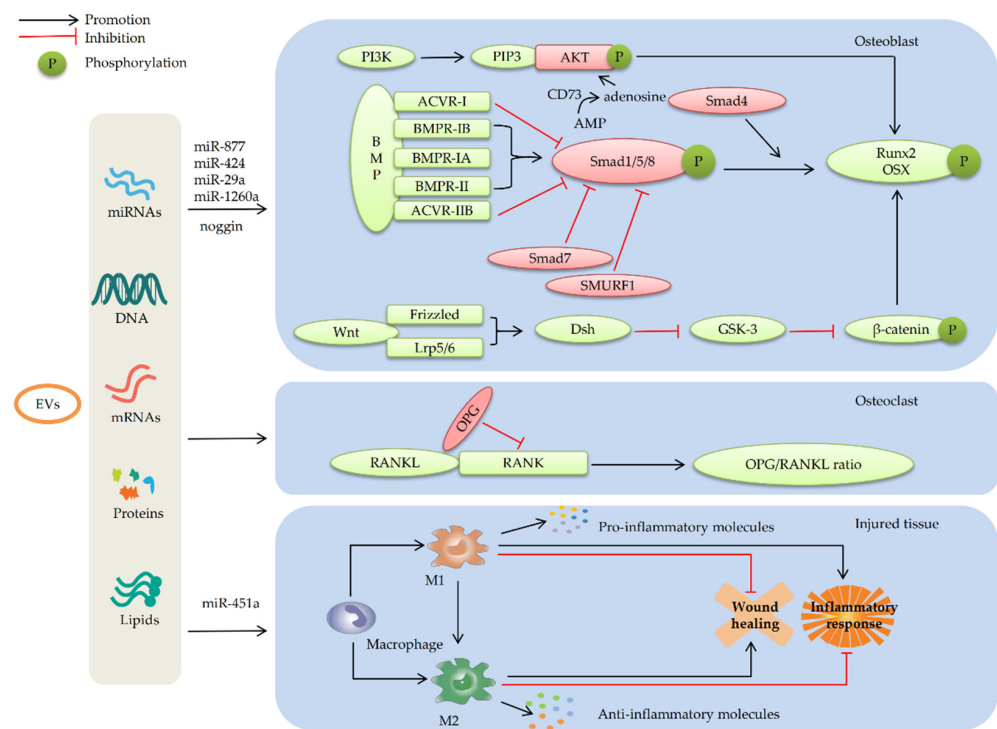 Promotion
Inhibition
P
Phosphorylation
EVs
miRNAs
DNA
mRNAs
Proteins
Lipids
miR-877
miR-424
miR-29a
miR-1260a
noggin
miR-451a
Osteoblast
PI3K
PIP3
AKT
P
CD73
adenosine
AMP
Smad4
BMP
ACVR-I
BMPR-IB
BMPR-IA
BMPR-II
ACVR-IIB
Smad1/5/8
P
Runx2
OSX
P
Smad7
SMURF1
Wnt
Frizzled
Lrp5/6
Dsh
GSK-3
β-catenin
P
Osteoclast
OPG
RANKL
RANK
OPG/RANKL ratio
Injured tissue
Pro-inflammatory molecules
M1
Macrophage
M2
Wound
healing
Inflammatory
response
Anti-inflammatory molecules